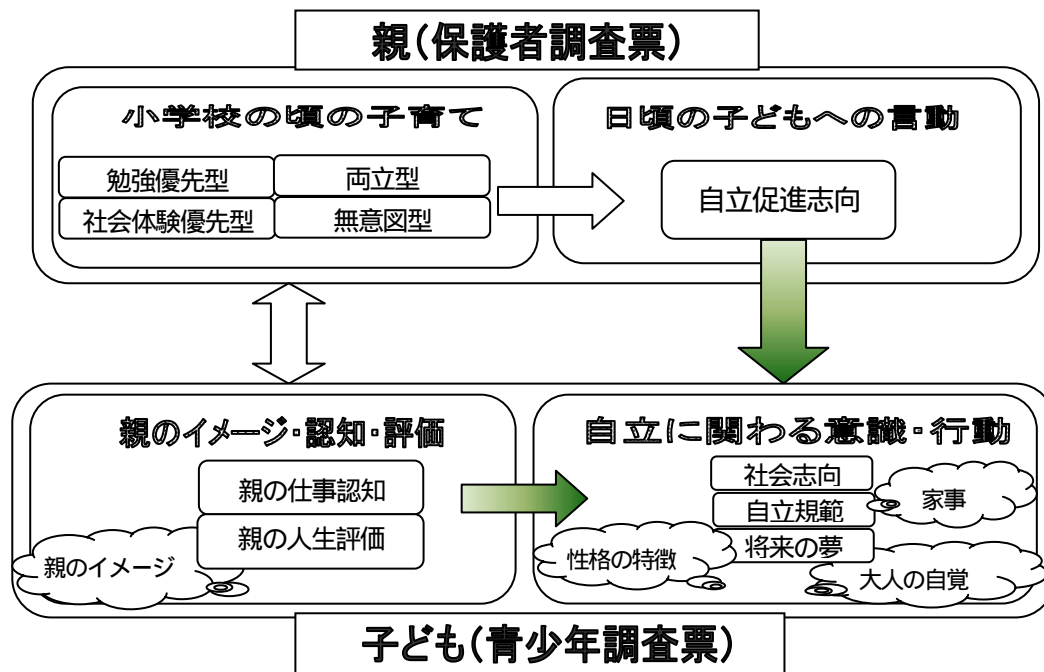 親(保護者調査票)
小学校の頃の子育て
日頃の子どもへの言動
勉強優先型
両立型
社会体験優先型
無意図型
自立促進志向
親のイメージ・認知・評価
自立に関わる意識・行動
親の仕事認知
親の人生評価
親のイメージ
社会志向
自立規範
将来の夢
家事
性格の特徴
大人の自覚
子ども(青少年調査票)